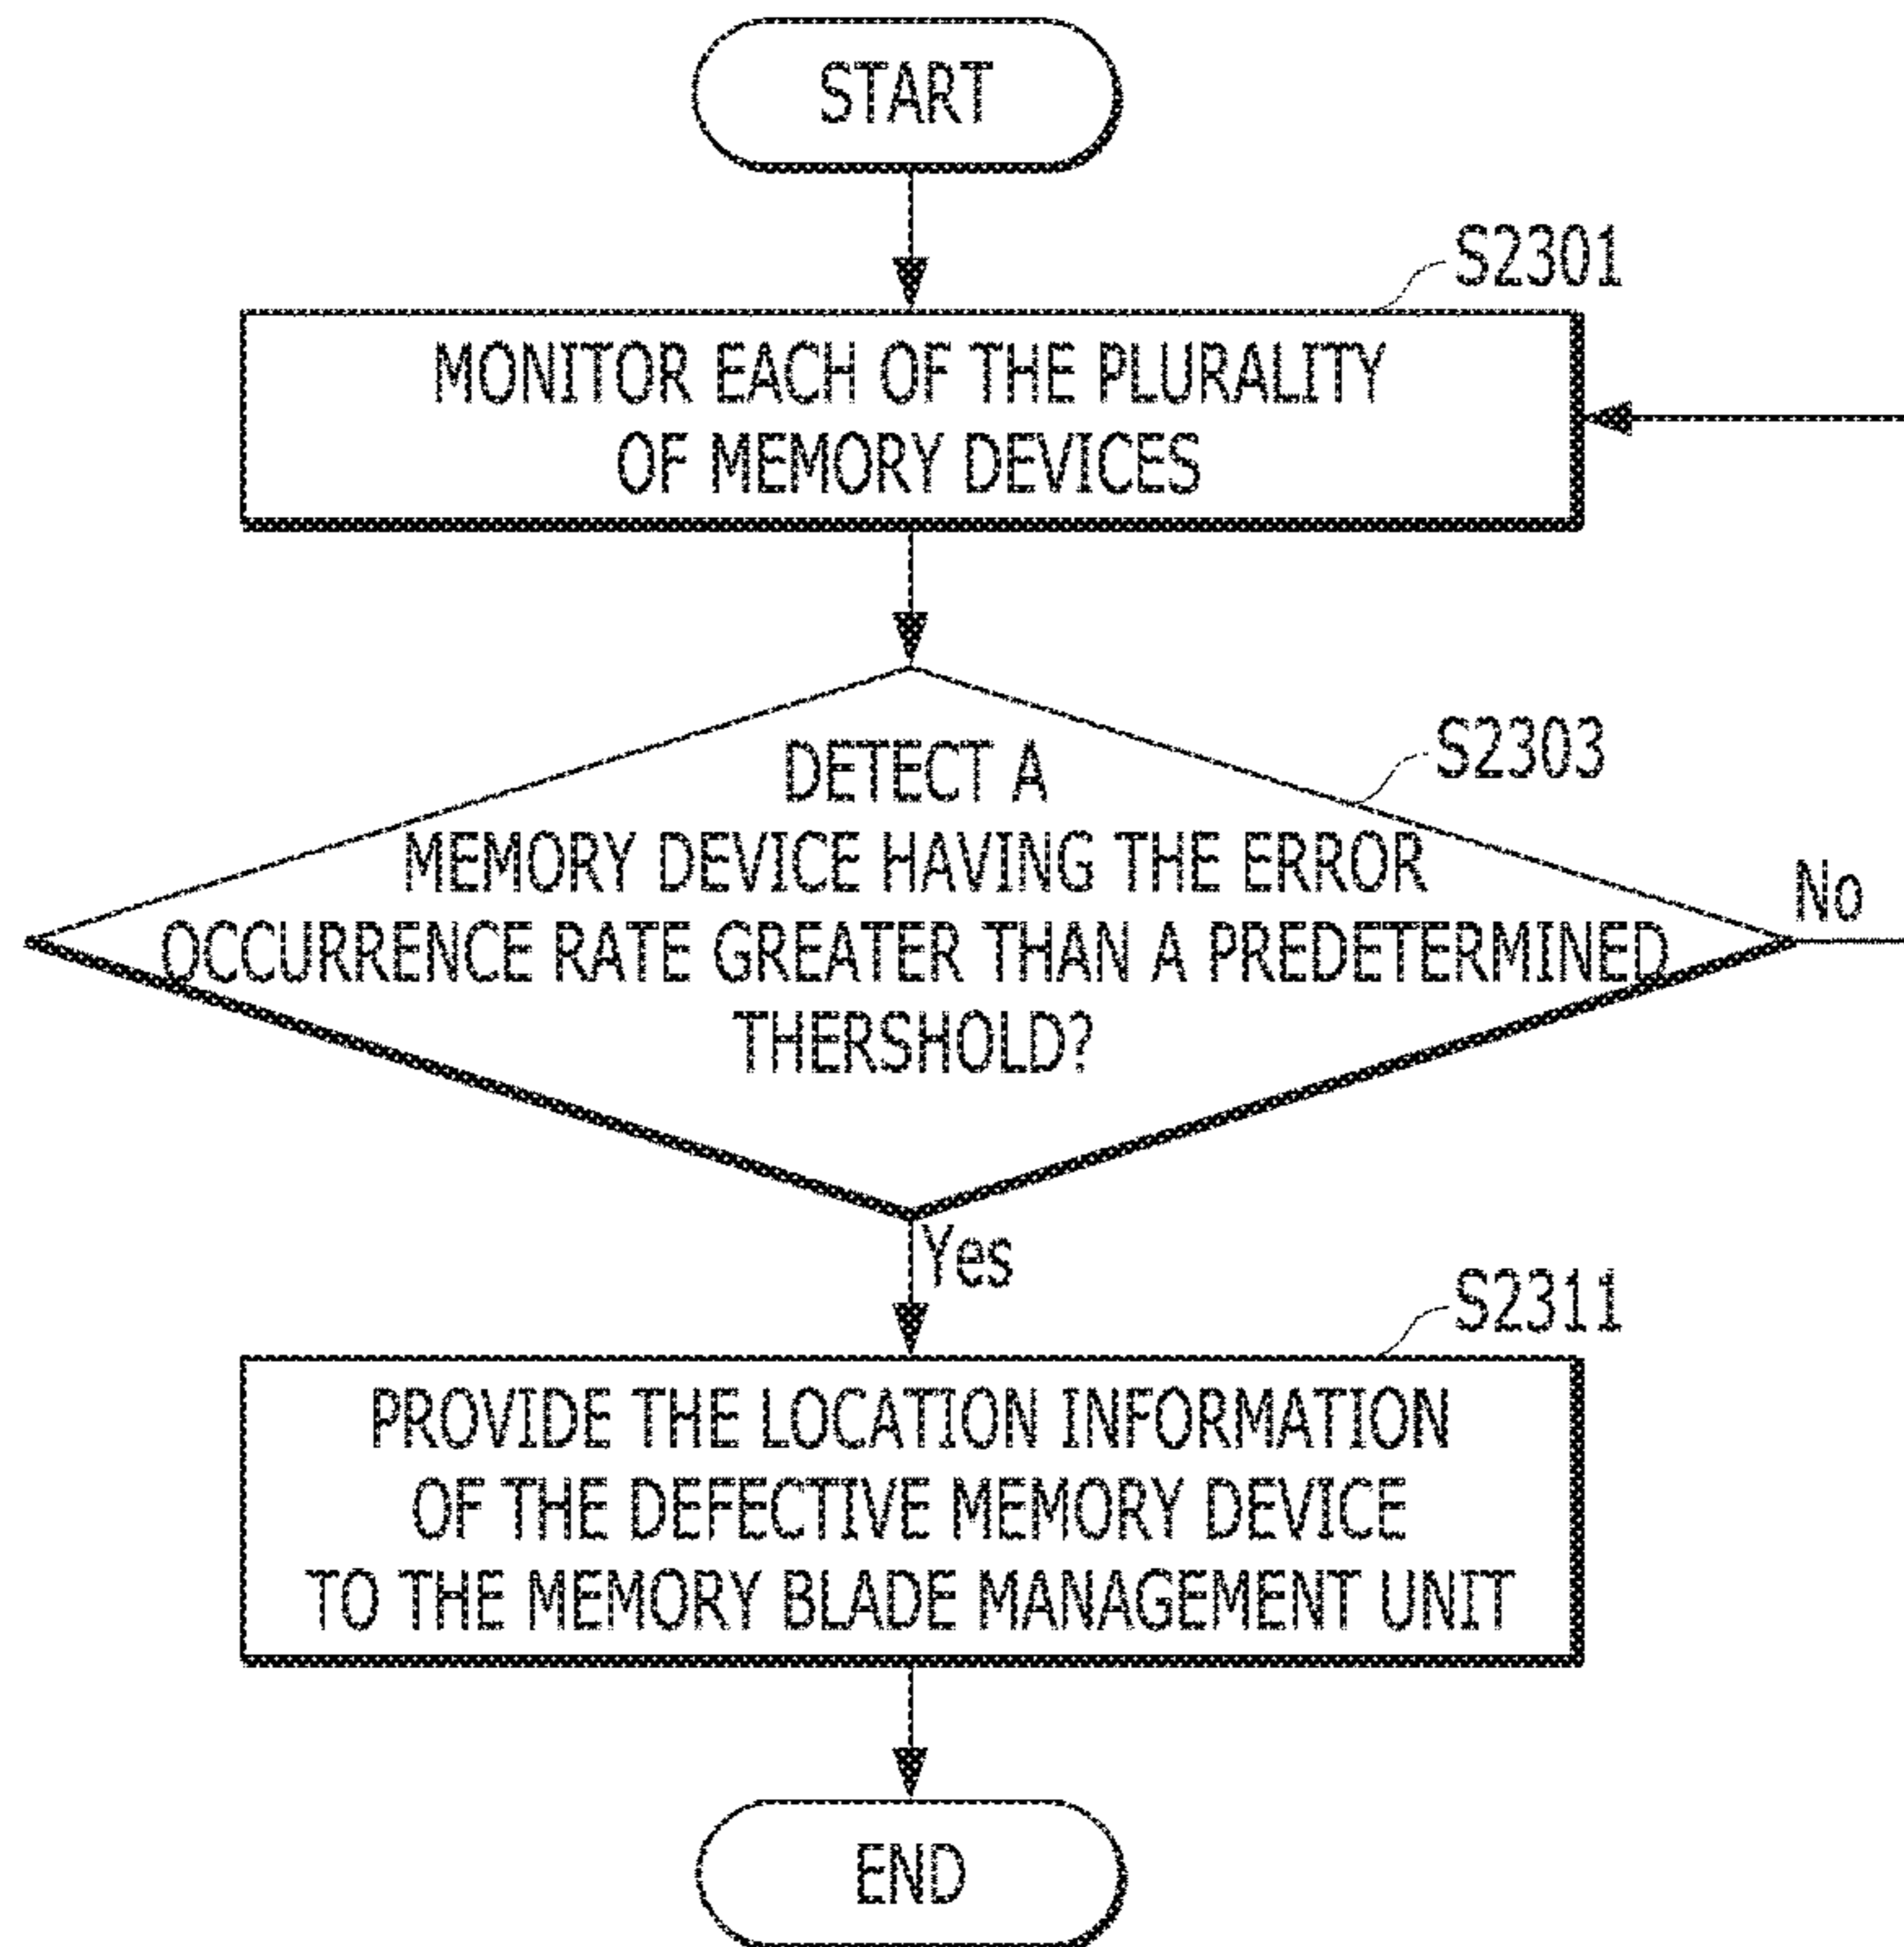 START
S2301
MONITOR EACH OF THE PLURALITY
OF MEMORY DEVICES
S2303
DETECT A
MEMORY DEVICE HAVING THE ERROR
OCCURRENCE RATE GREATER THAN A PREDETERMINED
THERSHOLD?
No
Yes
S2311
PROVIDE THE LOCATION INFORMATION
OF THE DEFECTIVE MEMORY DEVICE
TO THE MEMORY BLADE MANAGEMENT UNIT
END